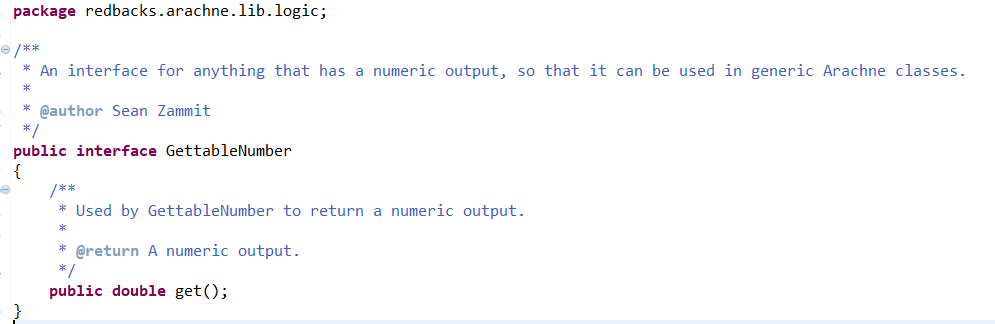 package redbacks.arachne.lib.logic;
/**
 * An interface for anything that has a numeric output, so that it can be used in generic Arachne classes.
 *
 * @author Sean Zammit
 */
public interface GettableNumber
{
    /**
     * Used by GettableNumber to return a numeric output.
     *
     * @return A numeric output.
     */
    public double get();
}